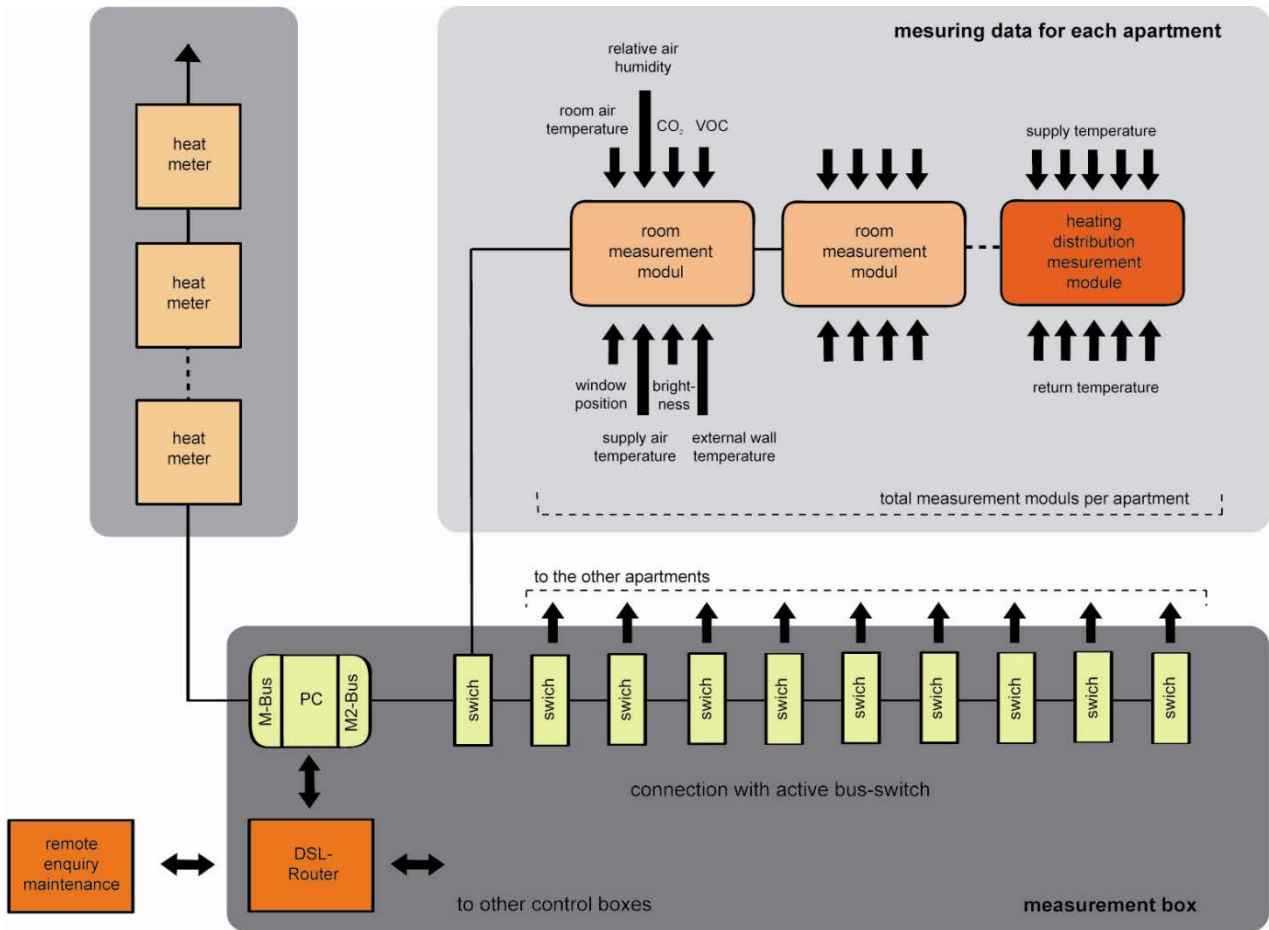 mesuring data for each apartment
relative air
humidity
room air
temperature
CO₂
VOC
supply temperature
heat
meter
heat
meter
heat
meter
room
measurement
modul
room
measurement
modul
heating
distribution
mesurement
module
window
position
bright-
ness
supply air
temperature
external wall
temperature
return temperature
total measurement moduls per apartment
to the other apartments
M-Bus
PC
M2-Bus
swich
swich
swich
swich
swich
swich
swich
swich
swich
swich
connection with active bus-switch
remote
enquiry
maintenance
DSL-
Router
to other control boxes
measurement box